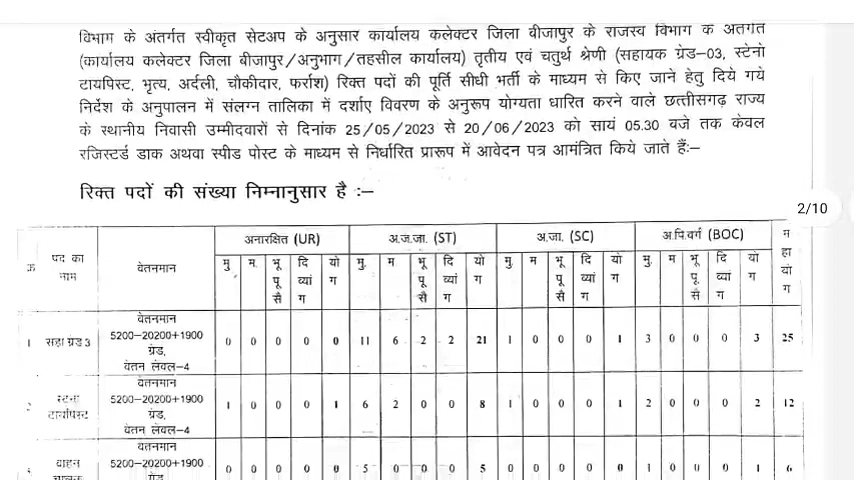 विभाग के अंतर्गत स्वीकृत सेटअप के अनुसार कार्यालय कलेक्टर जिला बीजापुर के राजस्व विभाग के अंतर्गत
(कार्यालय कलेक्टर जिला बीजापुर/अनुभाग/तहसील कार्यालय) तृतीय एवं चतुर्थ श्रेणी (सहायक ग्रेड-03, स्टेनो
टायपिस्ट, भृत्य, अर्दली, चौकीदार, फर्राश) रिक्त पदों की पूर्ति सीधी भर्ती के माध्यम से किए जाने हेतु दिये गये
निर्देश के अनुपालन में संलग्न तालिका में दर्शाए विवरण के अनुरूप योग्यता धारित करने वाले छत्तीसगढ़ राज्य
के स्थानीय निवासी उम्मीदवारों से दिनांक 25/05/2023 से 20/06/2023 को सायं 05.30 बजे तक केवल
रजिस्टर्ड डाक अथवा स्पीड पोस्ट के माध्यम से निर्धारित प्रारूप में आवेदन पत्र आमंत्रित किये जाते हैः-
रिक्त पदों की संख्या निम्नानुसार है :-
2/10
क्र पद का नाम वेतनमान अनारक्षित (UR) अ.ज.जा. (ST) अ.जा. (SC) अ.पि.वर्ग (BOC) महायोग
मु. म. भू पू सै दिव्यांग योग मु. म भू पू सै दिव्यांग योग मु. म भू पू सै दिव्यांग योग मु. म भू पू सै दिव्यांग योग
वेतनमान
1 सहा ग्रेड 3 5200-20200+1900 0 0 0 0 0 11 6 2 2 21 1 0 0 0 1 3 0 0 0 3 25
ग्रेड,
वेतन लेवल-4
वेतनमान
2 स्टेनो टायपिस्ट 5200-20200+1900 1 0 0 0 1 6 2 0 0 8 1 0 0 0 1 2 0 0 0 2 12
ग्रेड,
वेतन लेवल-4
वेतनमान
वाहन चालक 5200-20200+1900 0 0 0 0 0 5 0 0 0 5 0 0 0 0 0 1 0 0 0 1 6
ग्रेड